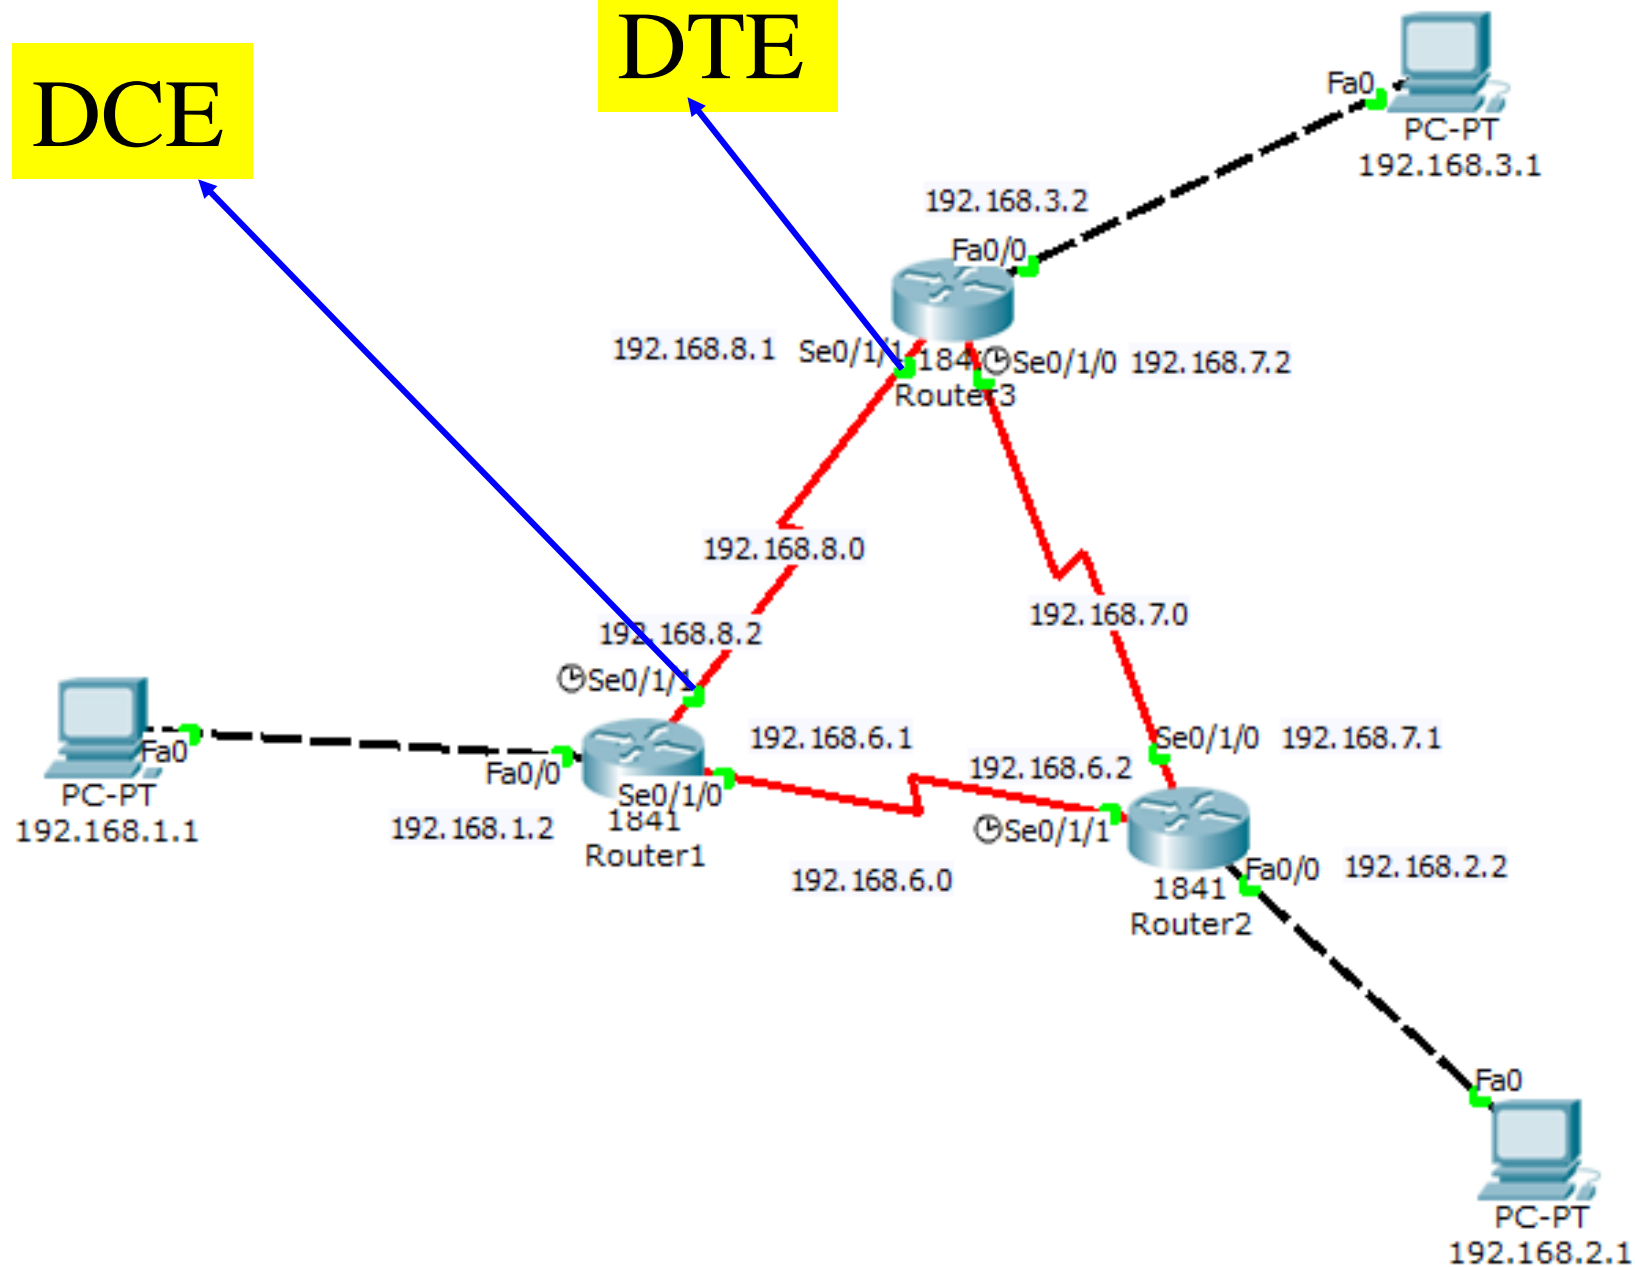 DTE
DCE
Fa0
PC-PT
192.168.3.1
192.168.3.2
Fa0/0
192.168.8.1
Se0/1/1
184
Se0/1/0
192.168.7.2
Router3
192.168.8.0
192.168.7.0
192.168.8.2
Se0/1/1
192.168.6.1
Se0/1/0
192.168.7.1
Fa0
Fa0/0
192.168.6.2
PC-PT
192.168.1.1
192.168.1.2
Se0/1/0
1841
Router1
Se0/1/1
192.168.6.0
Fa0/0
192.168.2.2
1841
Router2
Fa0
PC-PT
192.168.2.1